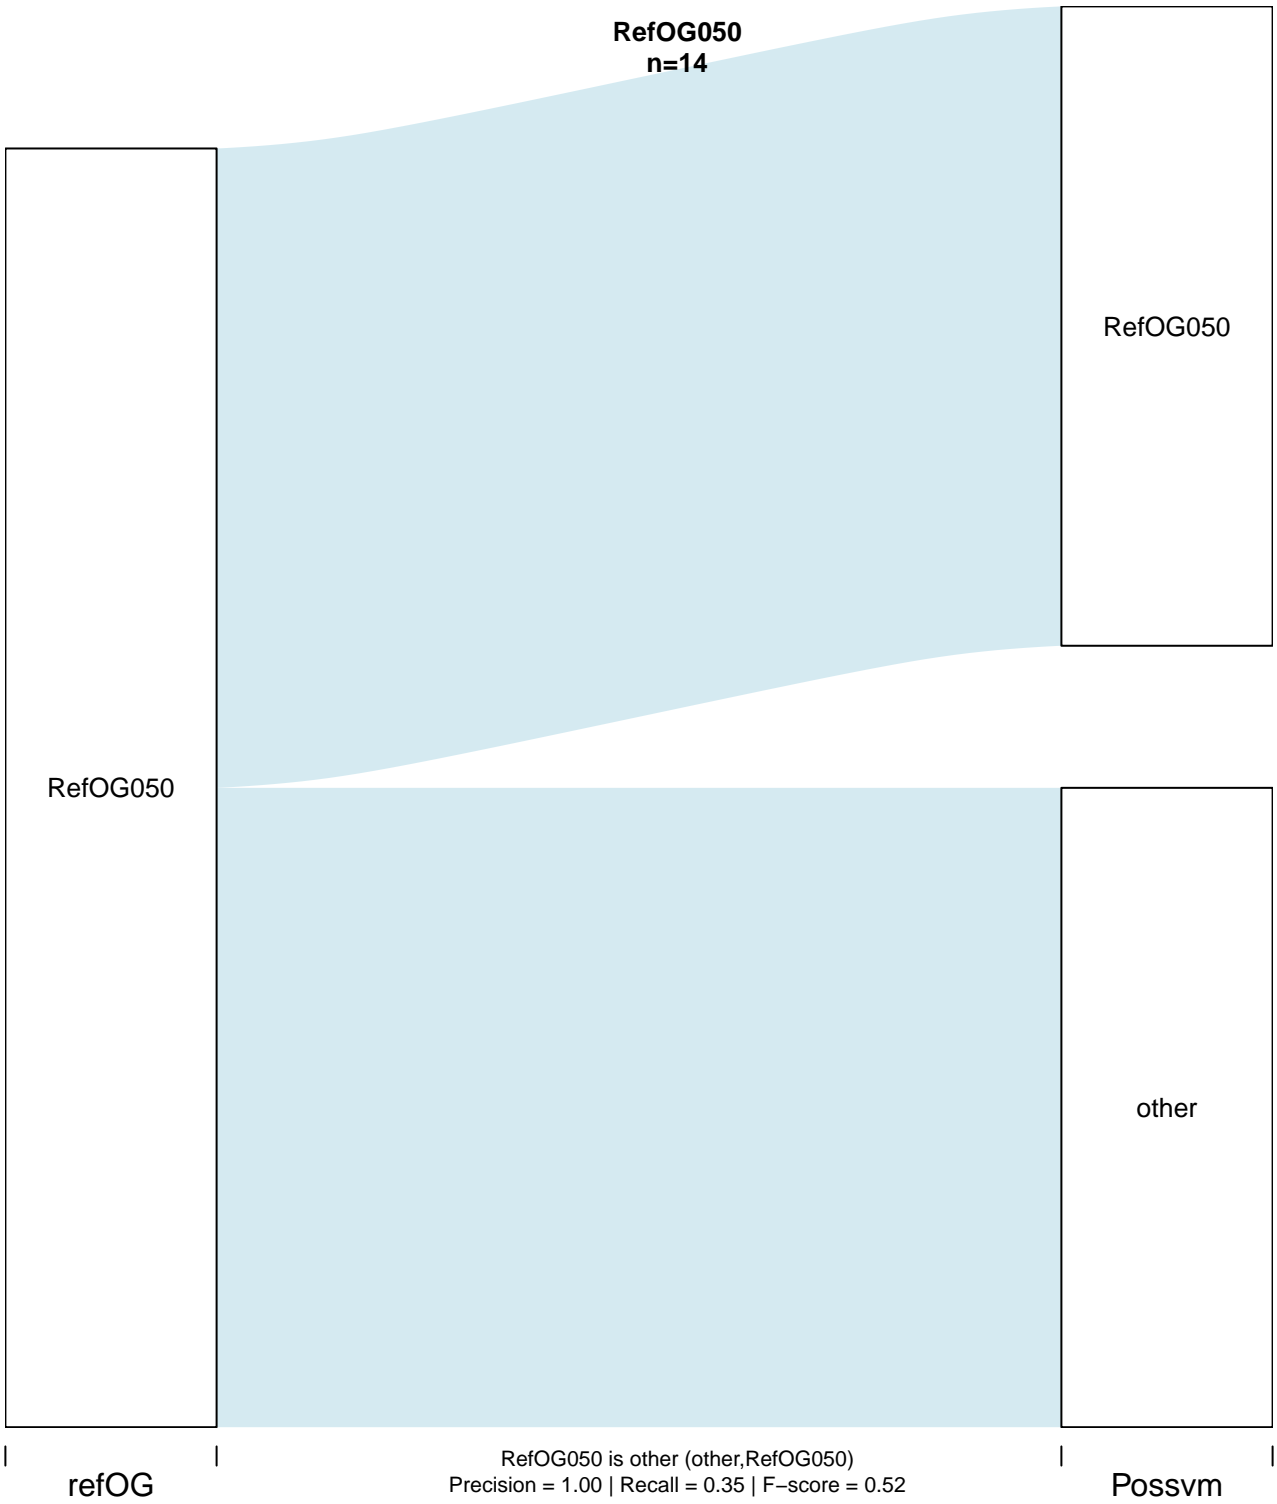 RefOG050
n=14
RefOG050
RefOG050
other
RefOG050 is other (other,RefOG050)
Precision = 1.00 | Recall = 0.35 | F−score = 0.52
refOG
Possvm